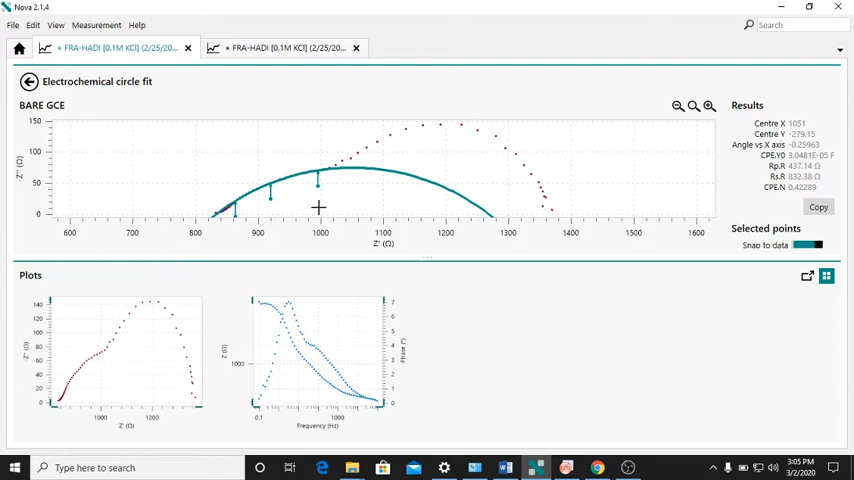 Nova 2.1.4
File Edit View Measurement Help
Search
* FRA-HADI [0.1M KCl] (2/25/20...
* FRA-HADI [0.1M KCl] (2/25/20...
Electrochemical circle fit
BARE GCE
150
100
50
0
-Z'' (Ω)
600 700 800 900 1000 1100 1200 1300 1400 1500 1600
Z' (Ω)
Results
Centre X 1051
Centre Y -279.15
Angle vs X axis -0.25963
CPE.Y0 3.0481E-05 F
Rp.R 437.14 Ω
Rs.R 832.38 Ω
CPE.N 0.42289
Copy
Selected points
Snap to data
Plots
140
120
100
80
60
40
20
0
-Z'' (Ω)
1000 1200
Z' (Ω)
Z (Ω)
1000
7
6
5
4
3
2
1
0
-Phase (°)
0.1 1000
Frequency (Hz)
Type here to search
3:05 PM
3/2/2020